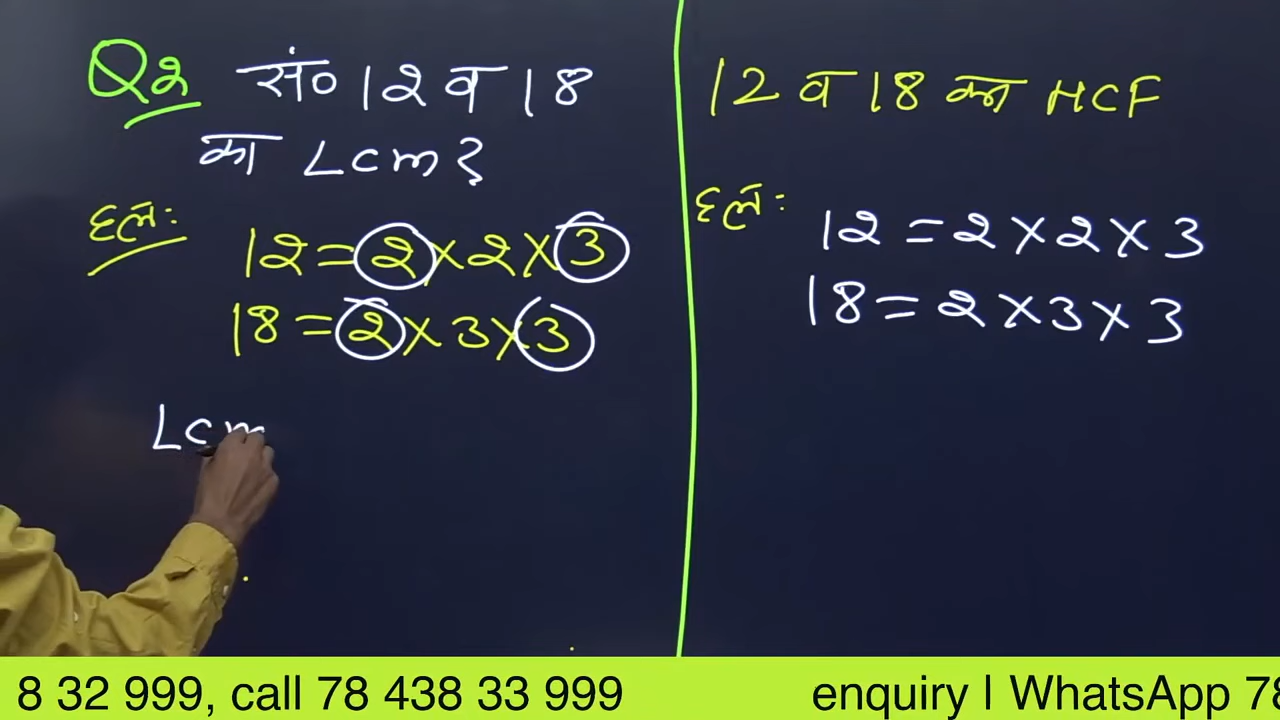 Q2 सं० 12 व 18
का Lcm?
हल:
12 = 2 × 2 × 3
18 = 2 × 3 × 3
Lcm
12 व 18 का HCF
हल:
12 = 2 × 2 × 3
18 = 2 × 3 × 3
8 32 999, call 78 438 33 999 enquiry | WhatsApp 78